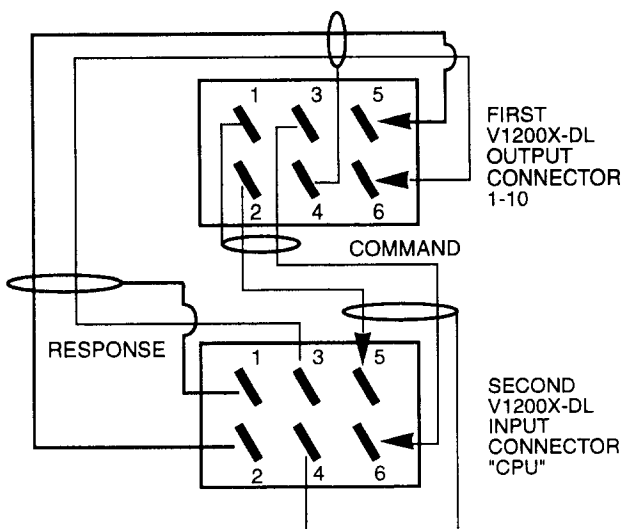 1 3 5
FIRST
V1200X-DL
OUTPUT
CONNECTOR
1-10
2 4 6
COMMAND
RESPONSE
1 3 5
SECOND
V1200X-DL
INPUT
CONNECTOR
"CPU"
2 4 6